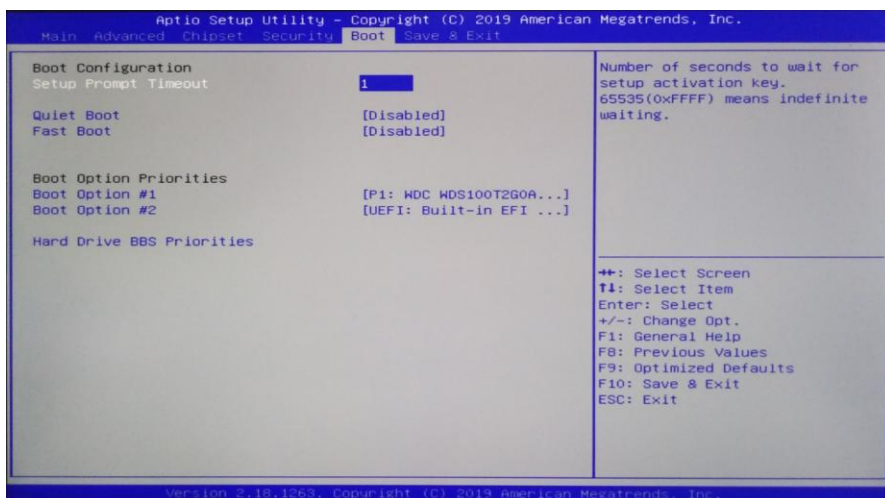 Aptio Setup Utility – Copyright (C) 2019 American Megatrends, Inc.
Main Advanced Chipset Security Boot Save & Exit
Boot Configuration
Setup Prompt Timeout 1
Quiet Boot [Disabled]
Fast Boot [Disabled]
Boot Option Priorities
Boot Option #1 [P1: WDC WDS100T2G0A...]
Boot Option #2 [UEFI: Built-in EFI ...]
Hard Drive BBS Priorities
Number of seconds to wait for
setup activation key.
65535(0xFFFF) means indefinite
waiting.
→←: Select Screen
↑↓: Select Item
Enter: Select
+/-: Change Opt.
F1: General Help
F8: Previous Values
F9: Optimized Defaults
F10: Save & Exit
ESC: Exit
Version 2.18.1263. Copyright (C) 2019 American Megatrends, Inc.